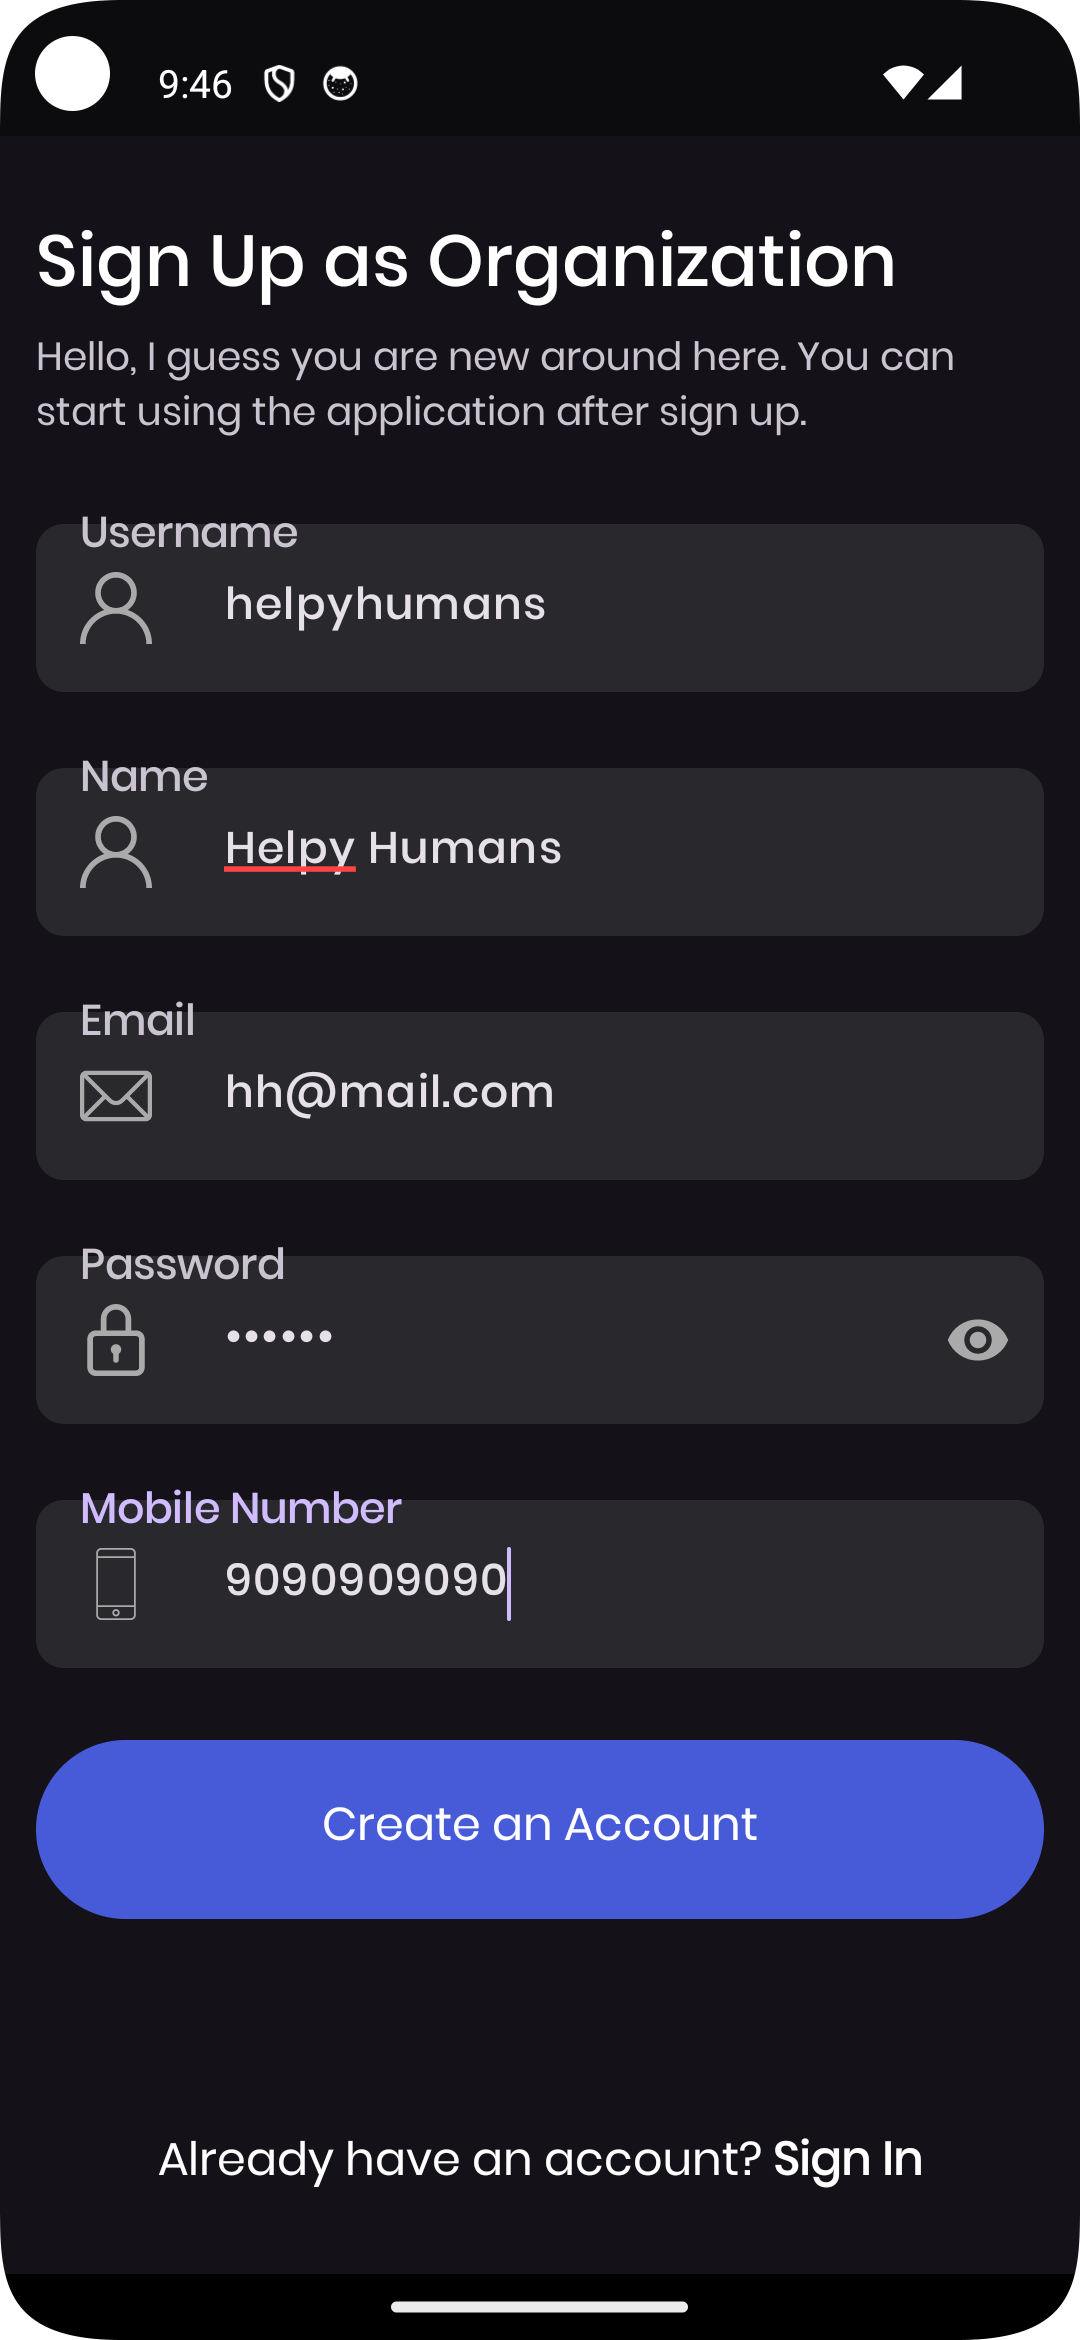 9:46
Sign Up as Organization
Hello, I guess you are new around here. You can
start using the application after sign up.
Username
helpyhumans
Name
Helpy Humans
Email
hh@mail.com
Password
••••••
Mobile Number
9090909090
Create an Account
Already have an account? Sign In